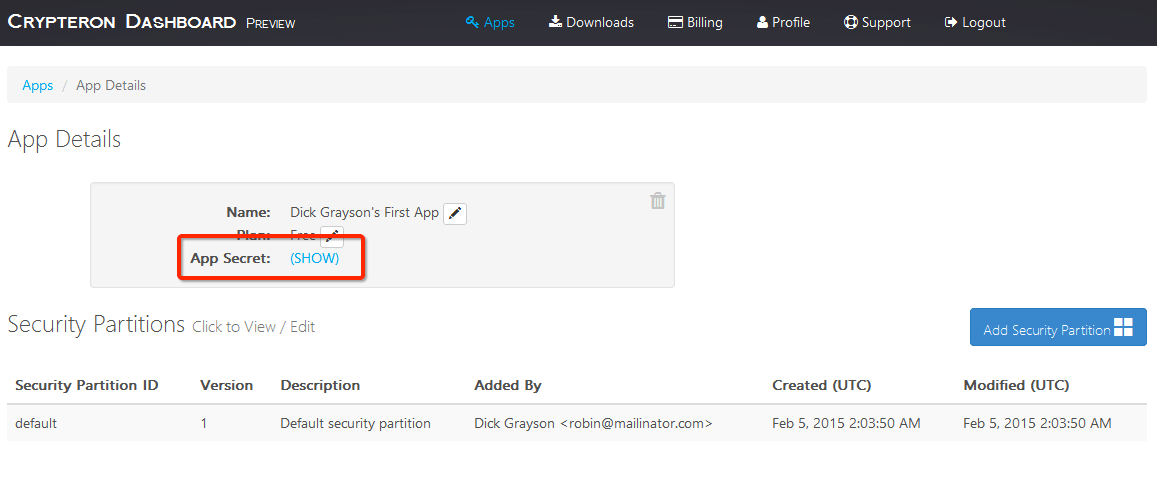 Crypteron Dashboard Preview Apps Downloads Billing Profile Support Logout
Apps / App Details
App Details
Name: Dick Grayson's First App
Plan: Free
App Secret: (SHOW)
Security Partitions Click to View / Edit Add Security Partition
Security Partition ID Version Description Added By Created (UTC) Modified (UTC)
default 1 Default security partition Dick Grayson <robin@mailinator.com> Feb 5, 2015 2:03:50 AM Feb 5, 2015 2:03:50 AM